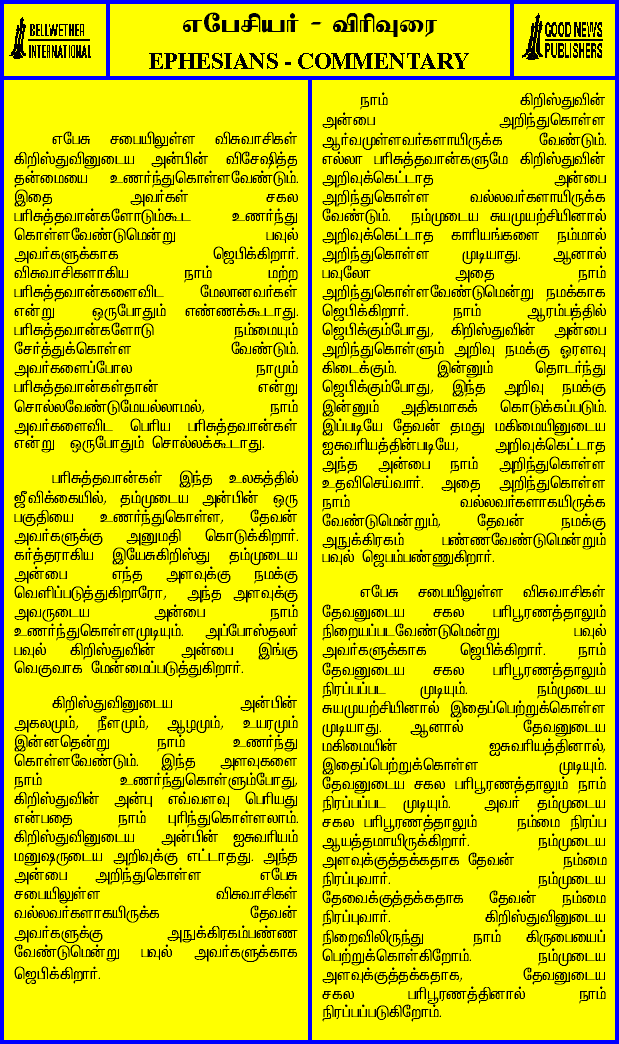 BELLWETHER
INTERNATIONAL
எபேசியர் - விரிவுரை
EPHESIANS - COMMENTARY
GOOD NEWS
PUBLISHERS
எபேசு சபையிலுள்ள விசுவாசிகள்
கிறிஸ்துவினுடைய அன்பின் விசேஷித்த
தன்மையை உணர்ந்துகொள்ளவேண்டும்.
இதை அவர்கள் சகல
பரிசுத்தவான்களோடும்கூட உணர்ந்து
கொள்ளவேண்டுமென்று பவுல்
அவர்களுக்காக ஜெபிக்கிறார்.
விசுவாசிகளாகிய நாம் மற்ற
பரிசுத்தவான்களைவிட மேலானவர்கள்
என்று ஒருபோதும் எண்ணக்கூடாது.
பரிசுத்தவான்களோடு நம்மையும்
சேர்த்துக்கொள்ள வேண்டும்.
அவர்களைப்போல நாமும்
பரிசுத்தவான்கள்தான் என்று
சொல்லவேண்டுமேயல்லாமல், நாம்
அவர்களைவிட பெரிய பரிசுத்தவான்கள்
என்று ஒருபோதும் சொல்லக்கூடாது.
பரிசுத்தவான்கள் இந்த உலகத்தில்
ஜீவிக்கையில், தம்முடைய அன்பின் ஒரு
பகுதியை உணர்ந்துகொள்ள, தேவன்
அவர்களுக்கு அனுமதி கொடுக்கிறார்.
கர்த்தராகிய இயேசுகிறிஸ்து தம்முடைய
அன்பை எந்த அளவுக்கு நமக்கு
வெளிப்படுத்துகிறாரோ, அந்த அளவுக்கு
அவருடைய அன்பை நாம்
உணர்ந்துகொள்ளமுடியும். அப்போஸ்தலர்
பவுல் கிறிஸ்துவின் அன்பை இங்கு
வெகுவாக மேன்மைப்படுத்துகிறார்.
கிறிஸ்துவினுடைய அன்பின்
அகலமும், நீளமும், ஆழமும், உயரமும்
இன்னதென்று நாம் உணர்ந்து
கொள்ளவேண்டும். இந்த அளவுகளை
நாம் உணர்ந்துகொள்ளும்போது,
கிறிஸ்துவின் அன்பு எவ்வளவு பெரியது
என்பதை நாம் புரிந்துகொள்ளலாம்.
கிறிஸ்துவினுடைய அன்பின் ஐசுவரியம்
மனுஷருடைய அறிவுக்கு எட்டாதது. அந்த
அன்பை அறிந்துகொள்ள எபேசு
சபையிலுள்ள விசுவாசிகள்
வல்லவர்களாகயிருக்க தேவன்
அவர்களுக்கு அநுக்கிரகம்பண்ண
வேண்டுமென்று பவுல் அவர்களுக்காக
ஜெபிக்கிறார்.
நாம் கிறிஸ்துவின்
அன்பை அறிந்துகொள்ள
ஆர்வமுள்ளவர்களாயிருக்க வேண்டும்.
எல்லா பரிசுத்தவான்களுமே கிறிஸ்துவின்
அறிவுக்கெட்டாத அன்பை
அறிந்துகொள்ள வல்லவர்களாயிருக்க
வேண்டும். நம்முடைய சுயமுயற்சியினால்
அறிவுக்கெட்டாத காரியங்களை நம்மால்
அறிந்துகொள்ள முடியாது. ஆனால்
பவுலோ அதை நாம்
அறிந்துகொள்ளவேண்டுமென்று நமக்காக
ஜெபிக்கிறார். நாம் ஆரம்பத்தில்
ஜெபிக்கும்போது, கிறிஸ்துவின் அன்பை
அறிந்துகொள்ளும் அறிவு நமக்கு ஓரளவு
கிடைக்கும். இன்னும் தொடர்ந்து
ஜெபிக்கும்போது, இந்த அறிவு நமக்கு
இன்னும் அதிகமாகக் கொடுக்கப்படும்.
இப்படியே தேவன் தமது மகிமையினுடைய
ஐசுவரியத்தின்படியே, அறிவுக்கெட்டாத
அந்த அன்பை நாம் அறிந்துகொள்ள
உதவிசெய்வார். அதை அறிந்துகொள்ள
நாம் வல்லவர்களாகயிருக்க
வேண்டுமென்றும், தேவன் நமக்கு
அநுக்கிரகம் பண்ணவேண்டுமென்றும்
பவுல் ஜெபம்பண்ணுகிறார்.
எபேசு சபையிலுள்ள விசுவாசிகள்
தேவனுடைய சகல பரிபூரணத்தாலும்
நிறையப்படவேண்டுமென்று பவுல்
அவர்களுக்காக ஜெபிக்கிறார். நாம்
தேவனுடைய சகல பரிபூரணத்தாலும்
நிரப்பப்பட முடியும். நம்முடைய
சுயமுயற்சியினால் இதைப்பெற்றுக்கொள்ள
முடியாது. ஆனால் தேவனுடைய
மகிமையின் ஐசுவரியத்தினால்,
இதைப்பெற்றுக்கொள்ள முடியும்.
தேவனுடைய சகல பரிபூரணத்தாலும் நாம்
நிரப்பப்பட முடியும். அவர் தம்முடைய
சகல பரிபூரணத்தாலும் நம்மை நிரப்ப
ஆயத்தமாயிருக்கிறார். நம்முடைய
அளவுக்குத்தக்கதாக தேவன் நம்மை
நிரப்புவார். நம்முடைய
தேவைக்குத்தக்கதாக தேவன் நம்மை
நிரப்புவார். கிறிஸ்துவினுடைய
நிறைவிலிருந்து நாம் கிருபையைப்
பெற்றுக்கொள்கிறோம். நம்முடைய
அளவுக்குத்தக்கதாக, தேவனுடைய
சகல பரிபூரணத்தினால் நாம்
நிரப்பப்படுகிறோம்.